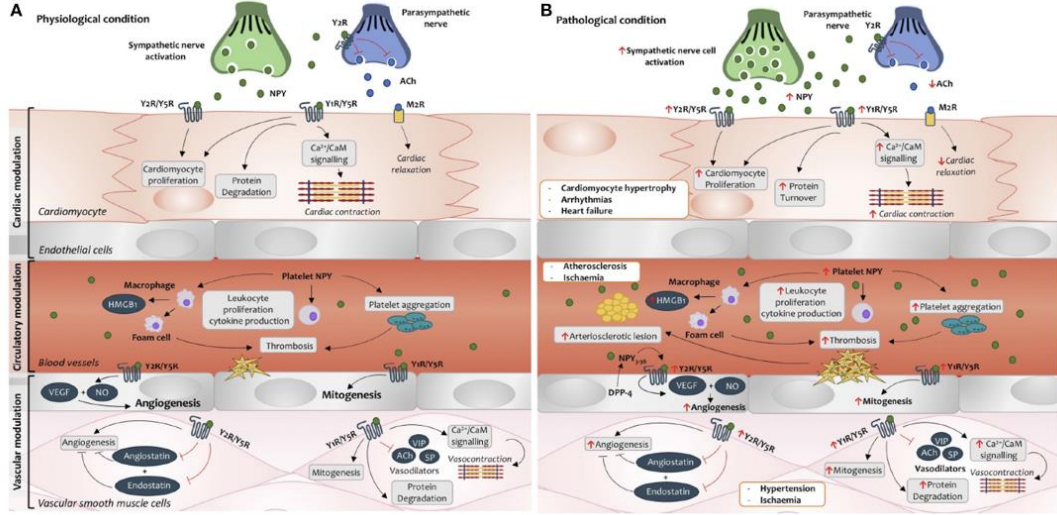 A
Physiological condition
Sympathetic nerve
activation
Y2R
Parasympathetic
nerve
NPY
ACh
Y2R/Y5R
Y1R/Y5R
M2R
Cardiac modulation
Cardiomyocyte
proliferation
Protein
Degradation
Ca²⁺/CaM
signalling
Cardiac
relaxation
Cardiac contraction
Cardiomyocyte
Endothelial cells
Circulatory modulation
Macrophage
Platelet NPY
HMGB1
Leukocyte
proliferation
cytokine production
Platelet aggregation
Foam cell
Thrombosis
Blood vessels
Y2R/Y5R
Y1R/Y5R
Vascular modulation
VEGF
+
NO
Angiogenesis
Mitogenesis
Y2R/Y5R
Angiogenesis
Angiostatin
+
Endostatin
Y1R/Y5R
VIP
ACh
SP
Vasodilators
Ca²⁺/CaM
signalling
Vasocontraction
Mitogenesis
Protein
Degradation
Vascular smooth muscle cells
B
Pathological condition
↑Sympathetic nerve cell
activation
Parasympathetic
nerve
Y2R
↑ NPY
↓ACh
↑Y2R/Y5R
↑Y1R/Y5R
M2R
↑ Cardiomyocyte
Proliferation
↑ Protein
Turnover
↑ Ca²⁺/CaM
signalling
↓Cardiac
relaxation
↑ Cardiac contraction
- Cardiomyocyte hypertrophy
- Arrhythmias
- Heart failure
- Atherosclerosis
- Ischaemia
Macrophage
↑ Platelet NPY
↑HMGB1
↑Leukocyte
proliferation
cytokine production
↑Platelet aggregation
Foam cell
↑Arteriosclerotic lesion
↑Thrombosis
NPY3-36
DPP-4
↑Y2R/Y5R
↑Y1R/Y5R
VEGF
+
NO
↑Angiogenesis
↑Mitogenesis
↑Y2R/Y5R
↑Angiogenesis
Angiostatin
+
Endostatin
↑Y1R/Y5R
VIP
ACh
SP
Vasodilators
↑ Ca²⁺/CaM
signalling
Vasocontraction
↑Mitogenesis
↑Protein
Degradation
- Hypertension
- Ischaemia